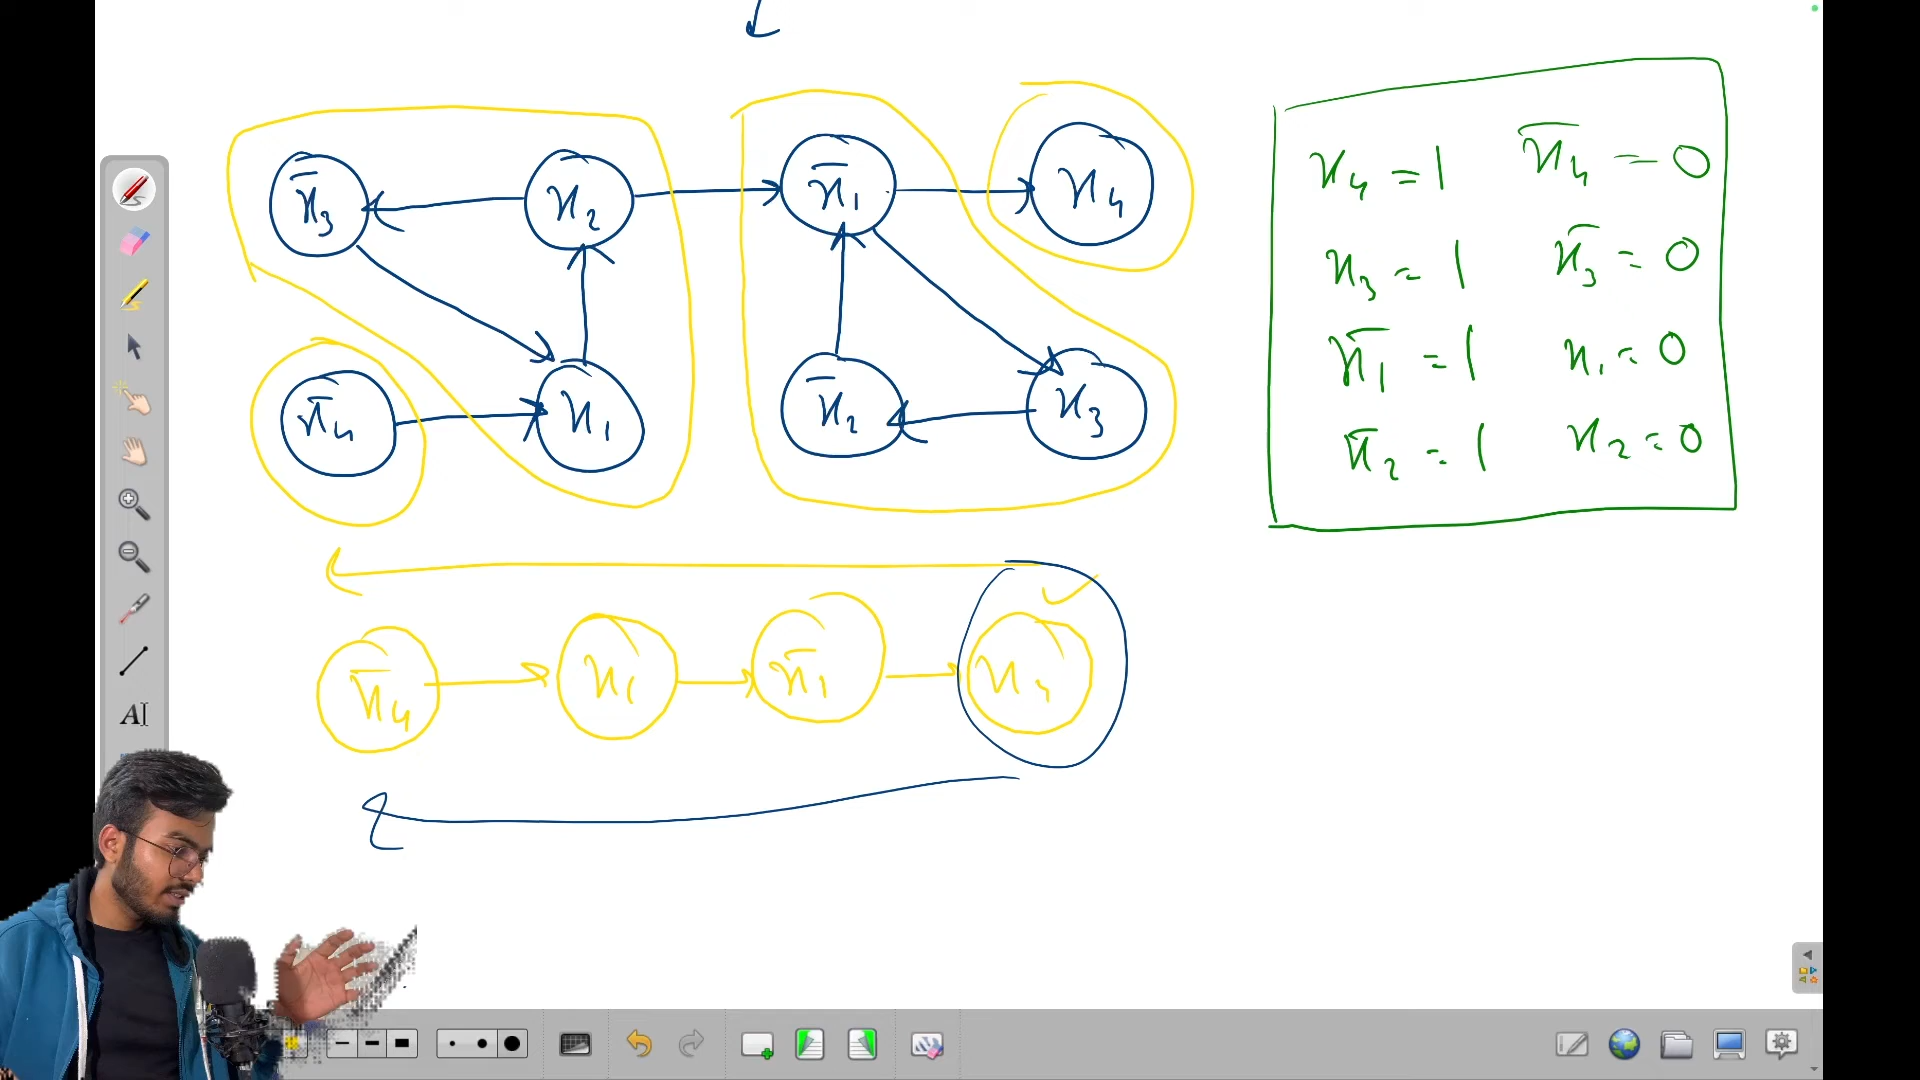 x̄₃ x₂ x̄₁ x₄
x̄₄ x₁ x̄₂ x₃
x̄₄ x₁ x̄₁ x₄
x₄ = 1 x̄₄ = 0
x₃ = 1 x̄₃ = 0
x̄₁ = 1 x₁ = 0
x̄₂ = 1 x₂ = 0
A